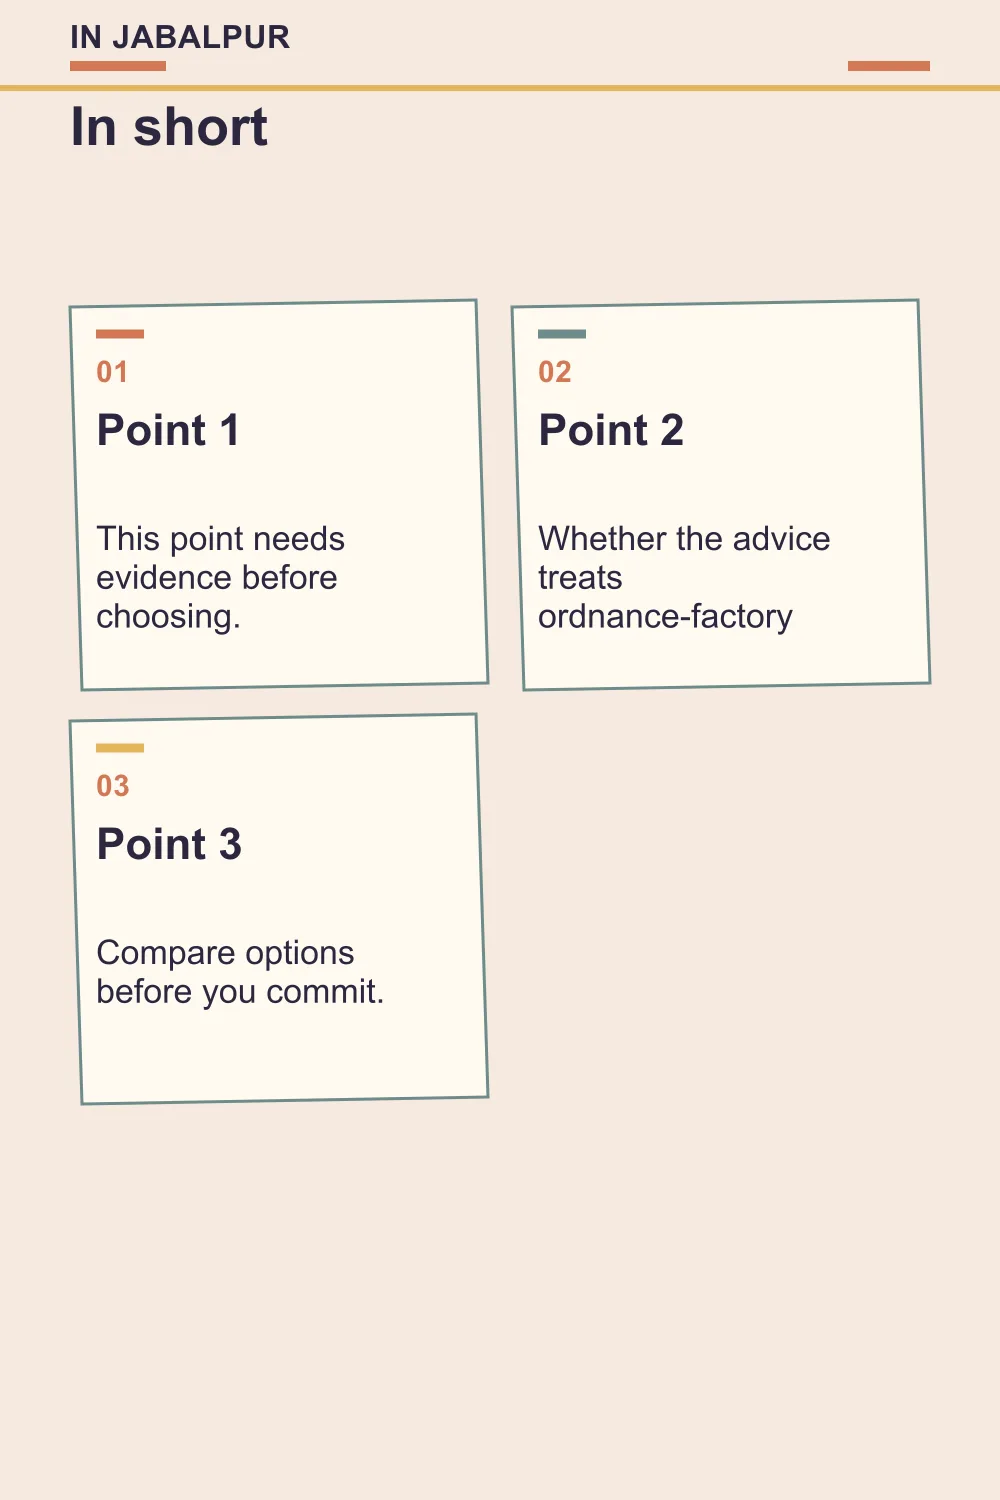 IN JABALPUR
In short
01
Point 1
This point needs
evidence before
choosing.
02
Point 2
Whether the advice
treats
ordnance-factory
03
Point 3
Compare options
before you commit.